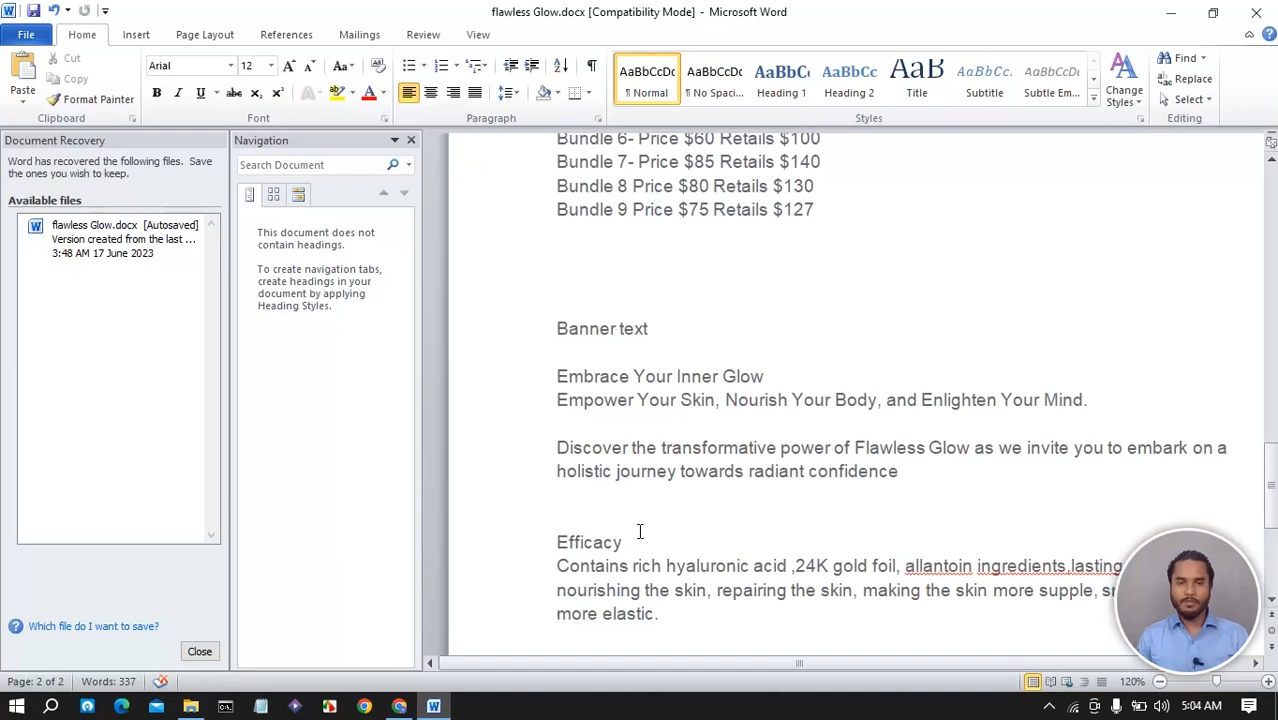 flawless Glow.docx [Compatibility Mode] - Microsoft Word
File Home Insert Page Layout References Mailings Review View
Paste
Cut
Copy
Format Painter
Clipboard
Arial 12
Font
Paragraph
AaBbCcDc AaBbCcDc AaBbC AaBbCc AaB AaBbCcL AaBbCcDc
¶ Normal ¶ No Spaci... Heading 1 Heading 2 Title Subtitle Subtle Em...
Styles
Change Styles
Find
Replace
Select
Editing
Document Recovery
Word has recovered the following files. Save
the ones you wish to keep.
Available files
flawless Glow.docx [Autosaved]
Version created from the last ...
3:48 AM 17 June 2023
Which file do I want to save?
Close
Navigation
Search Document
This document does not
contain headings.
To create navigation tabs,
create headings in your
document by applying
Heading Styles.
Bundle 6- Price $60 Retails $100
Bundle 7- Price $85 Retails $140
Bundle 8 Price $80 Retails $130
Bundle 9 Price $75 Retails $127
Banner text
Embrace Your Inner Glow
Empower Your Skin, Nourish Your Body, and Enlighten Your Mind.
Discover the transformative power of Flawless Glow as we invite you to embark on a
holistic journey towards radiant confidence
Efficacy
Contains rich hyaluronic acid ,24K gold foil, allantoin ingredients,lasting
nourishing the skin, repairing the skin, making the skin more supple,
more elastic.
Page: 2 of 2 Words: 337 120%
5:04 AM